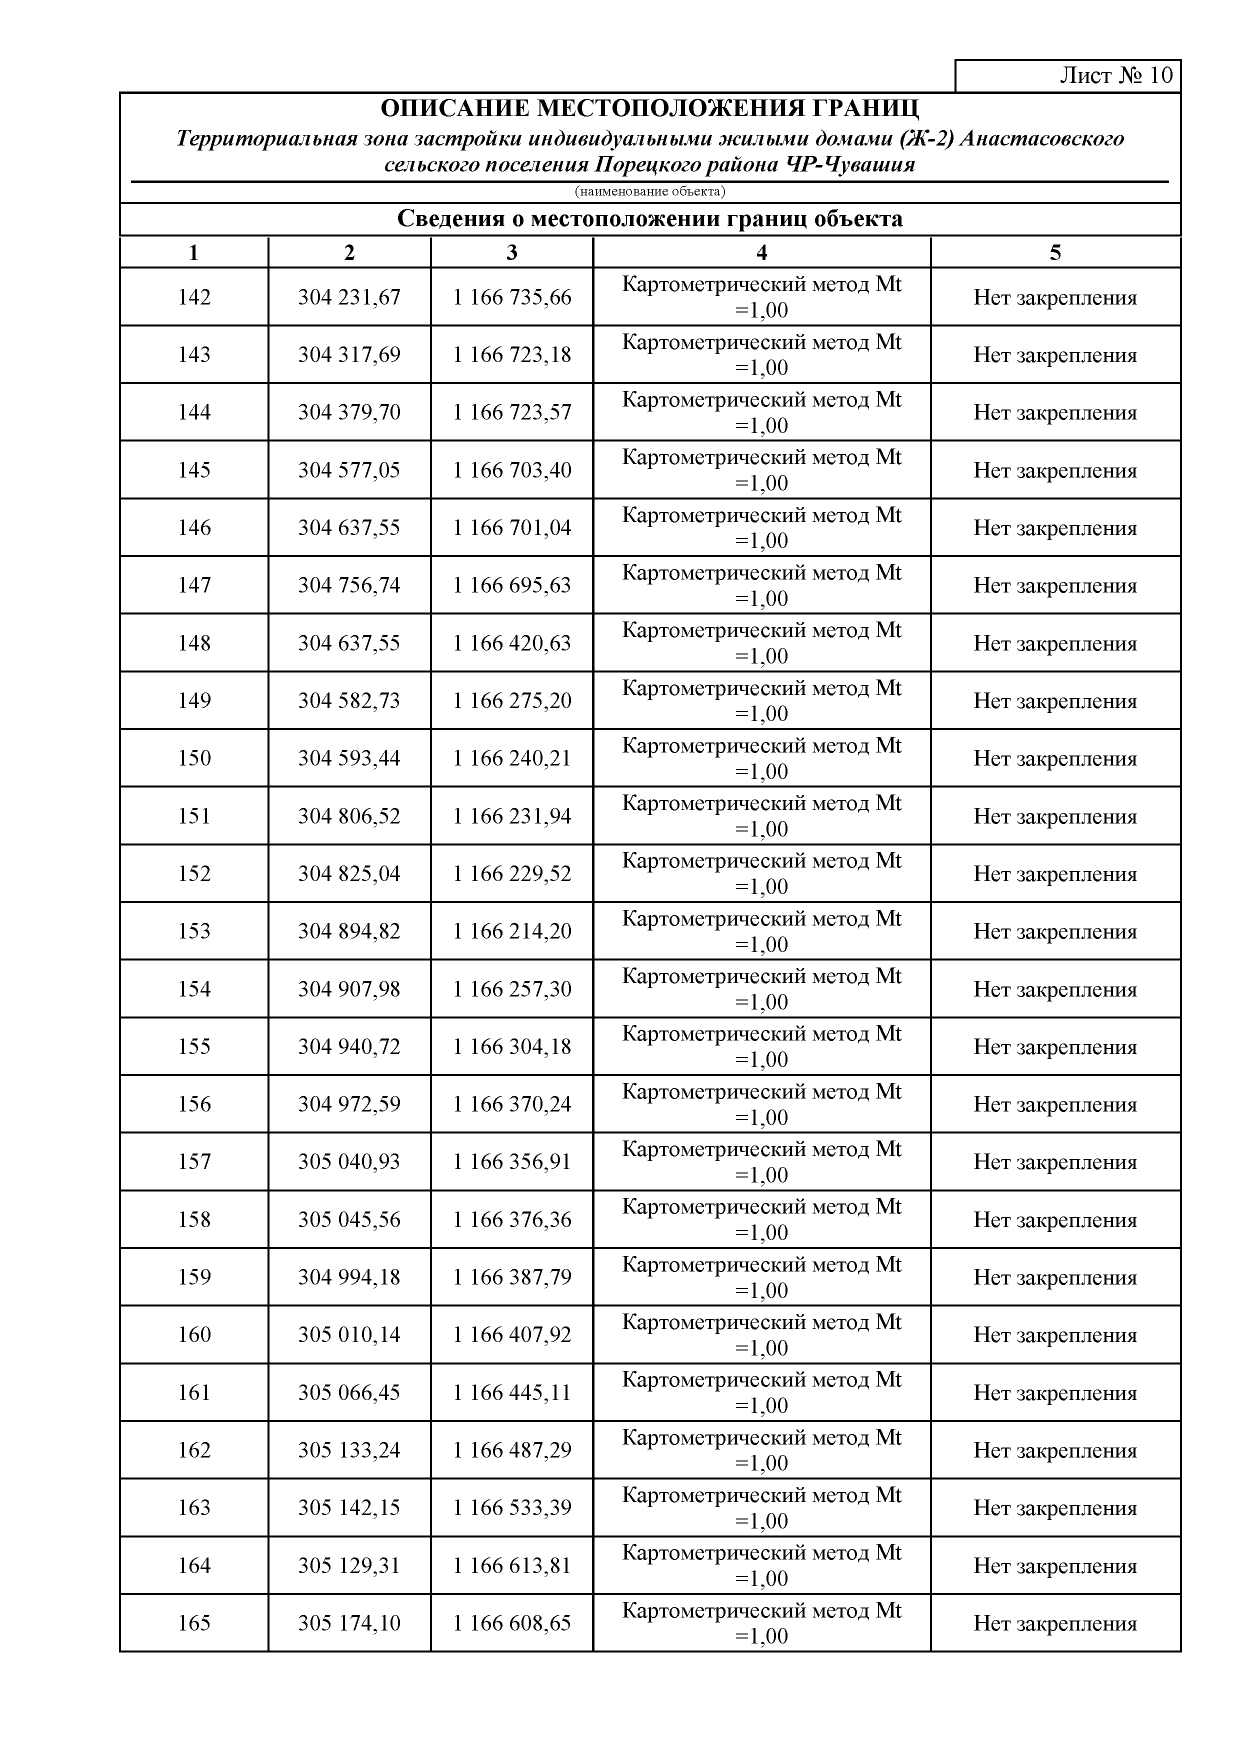 Лист № 10
ОПИСАНИЕ МЕСТОПОЛОЖЕНИЯ ГРАНИЦ
Территориальная зона застройки индивидуальными жилыми домами (Ж-2) Анастасовского
сельского поселения Порецкого района ЧР-Чувашия
(наименование объекта)
Сведения о местоположении границ объекта
1 2 3 4 5
142 304 231,67 1 166 735,66 Картометрический метод Mt
=1,00 Нет закрепления
143 304 317,69 1 166 723,18 Картометрический метод Mt
=1,00 Нет закрепления
144 304 379,70 1 166 723,57 Картометрический метод Mt
=1,00 Нет закрепления
145 304 577,05 1 166 703,40 Картометрический метод Mt
=1,00 Нет закрепления
146 304 637,55 1 166 701,04 Картометрический метод Mt
=1,00 Нет закрепления
147 304 756,74 1 166 695,63 Картометрический метод Mt
=1,00 Нет закрепления
148 304 637,55 1 166 420,63 Картометрический метод Mt
=1,00 Нет закрепления
149 304 582,73 1 166 275,20 Картометрический метод Mt
=1,00 Нет закрепления
150 304 593,44 1 166 240,21 Картометрический метод Mt
=1,00 Нет закрепления
151 304 806,52 1 166 231,94 Картометрический метод Mt
=1,00 Нет закрепления
152 304 825,04 1 166 229,52 Картометрический метод Mt
=1,00 Нет закрепления
153 304 894,82 1 166 214,20 Картометрический метод Mt
=1,00 Нет закрепления
154 304 907,98 1 166 257,30 Картометрический метод Mt
=1,00 Нет закрепления
155 304 940,72 1 166 304,18 Картометрический метод Mt
=1,00 Нет закрепления
156 304 972,59 1 166 370,24 Картометрический метод Mt
=1,00 Нет закрепления
157 305 040,93 1 166 356,91 Картометрический метод Mt
=1,00 Нет закрепления
158 305 045,56 1 166 376,36 Картометрический метод Mt
=1,00 Нет закрепления
159 304 994,18 1 166 387,79 Картометрический метод Mt
=1,00 Нет закрепления
160 305 010,14 1 166 407,92 Картометрический метод Mt
=1,00 Нет закрепления
161 305 066,45 1 166 445,11 Картометрический метод Mt
=1,00 Нет закрепления
162 305 133,24 1 166 487,29 Картометрический метод Mt
=1,00 Нет закрепления
163 305 142,15 1 166 533,39 Картометрический метод Mt
=1,00 Нет закрепления
164 305 129,31 1 166 613,81 Картометрический метод Mt
=1,00 Нет закрепления
165 305 174,10 1 166 608,65 Картометрический метод Mt
=1,00 Нет закрепления